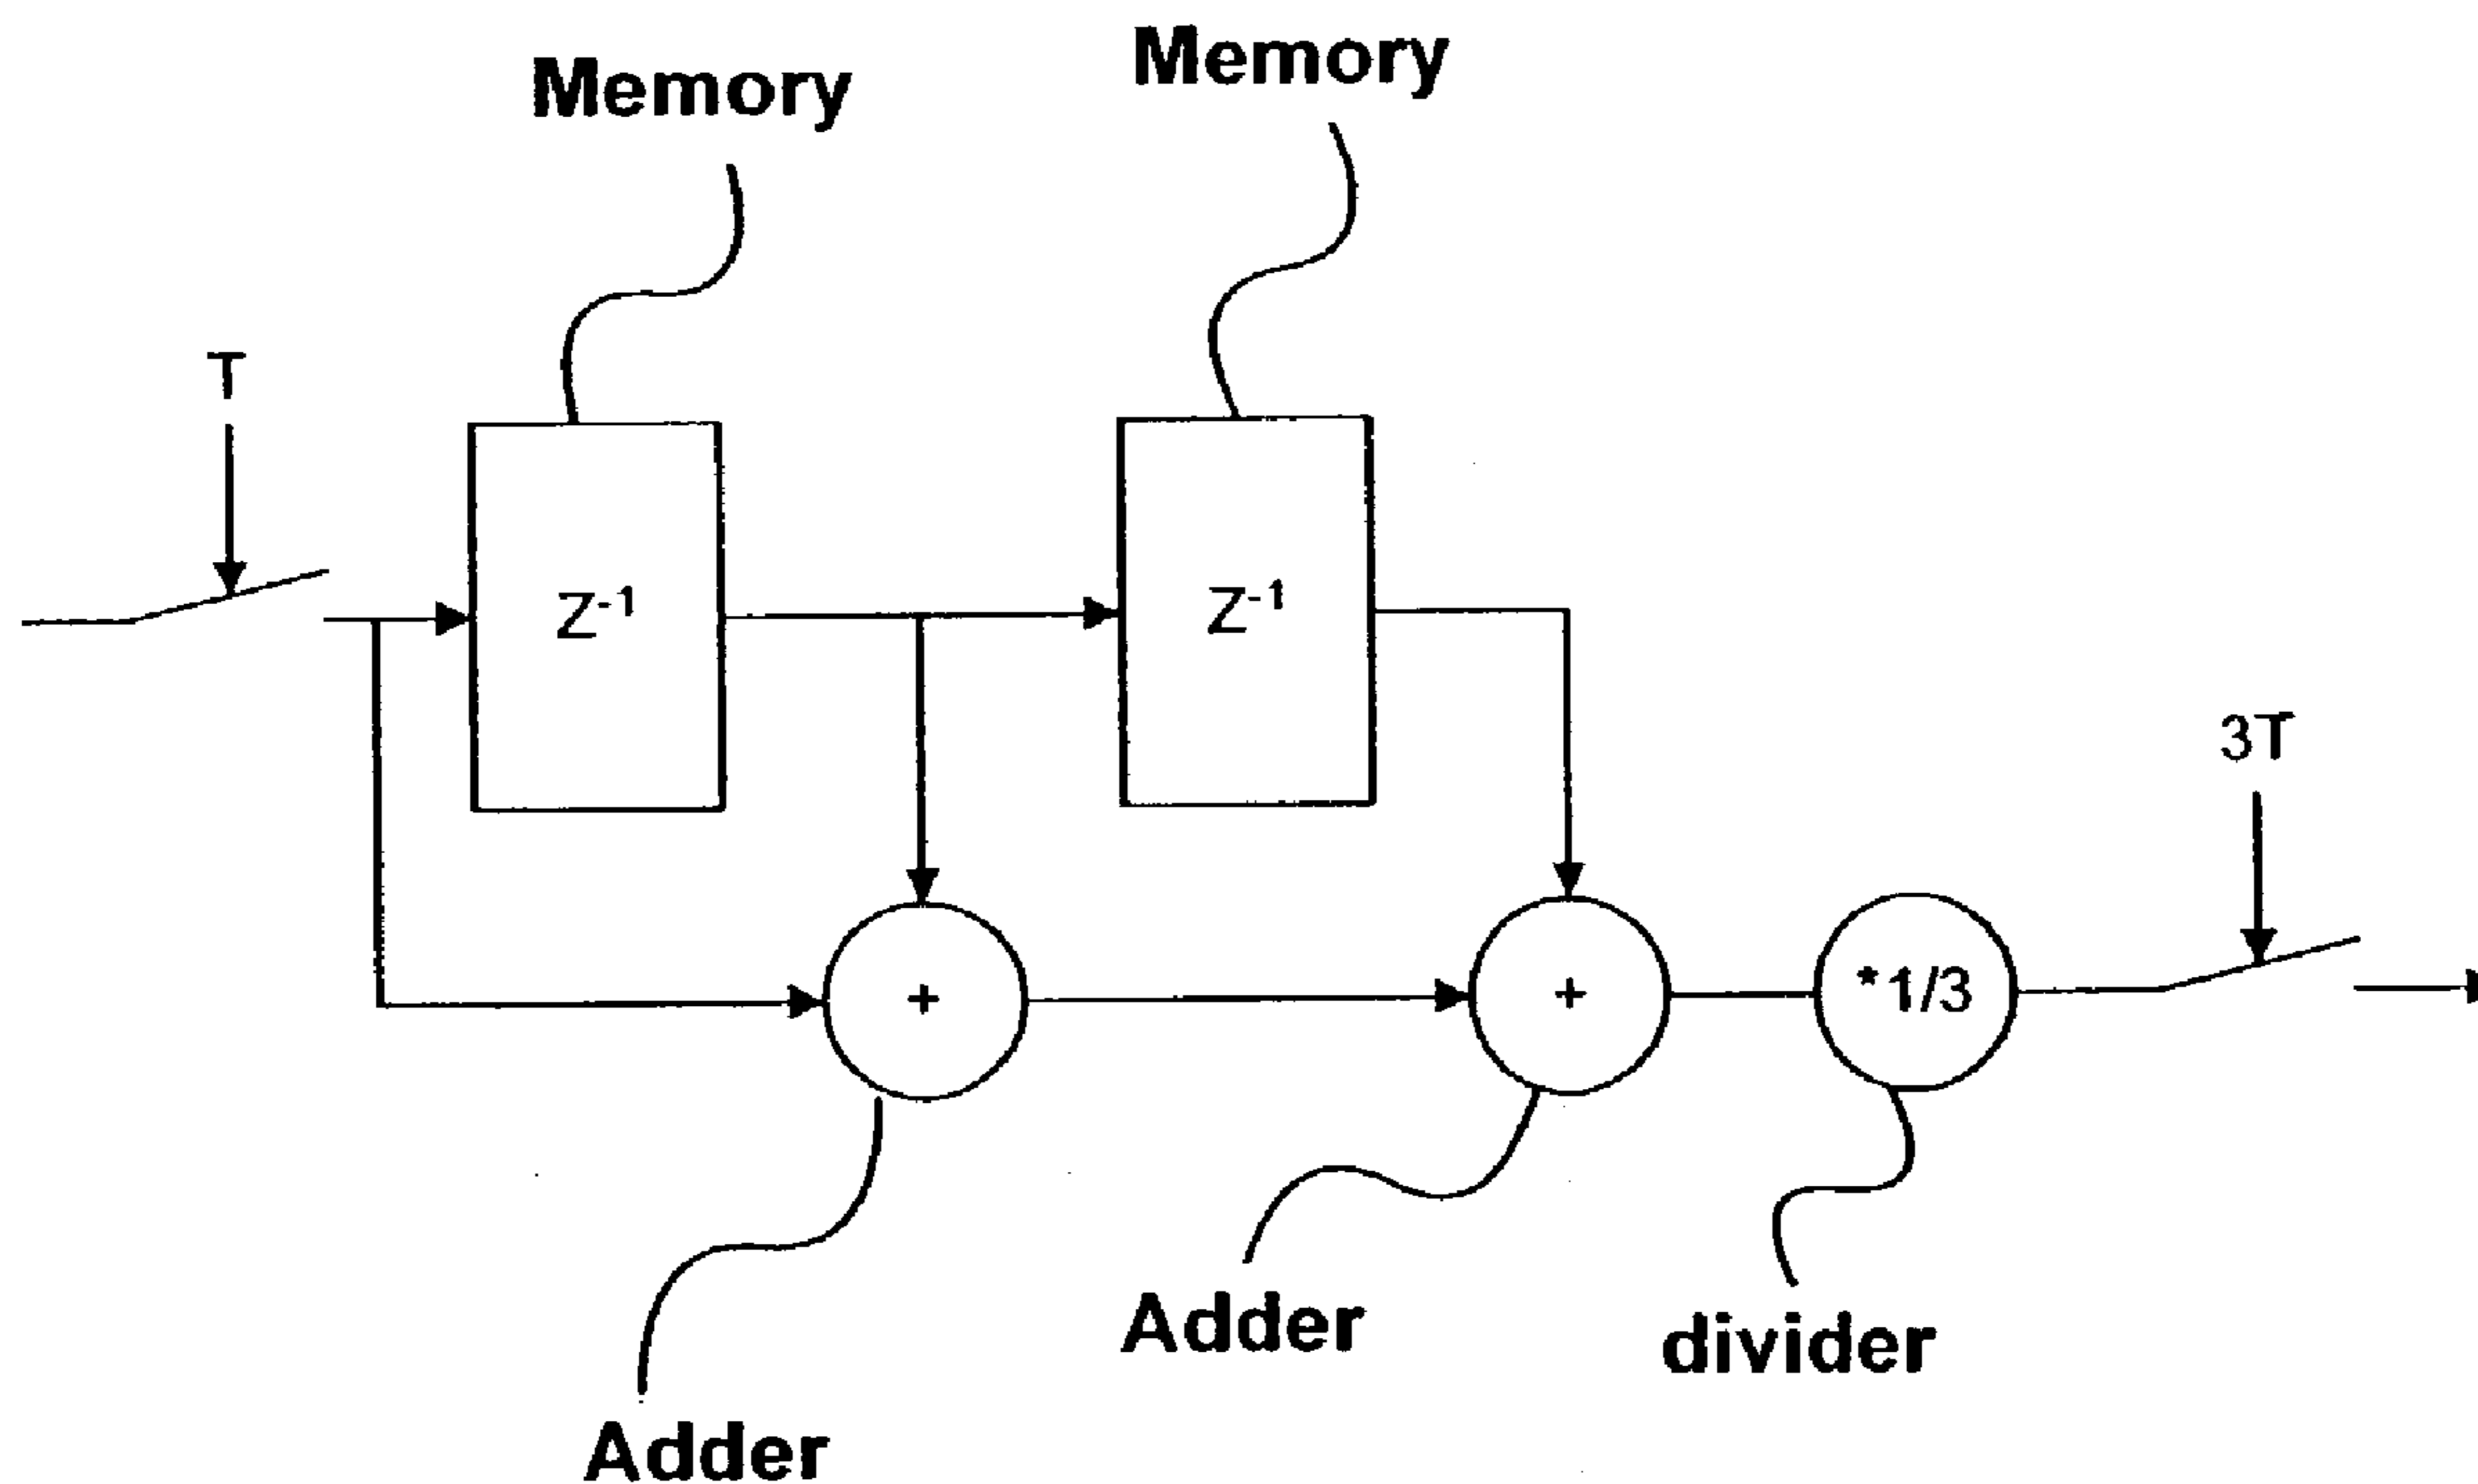 Memory
Memory
T
Z-1
Z-1
3T
+
+
*1/3
Adder
divider
Adder